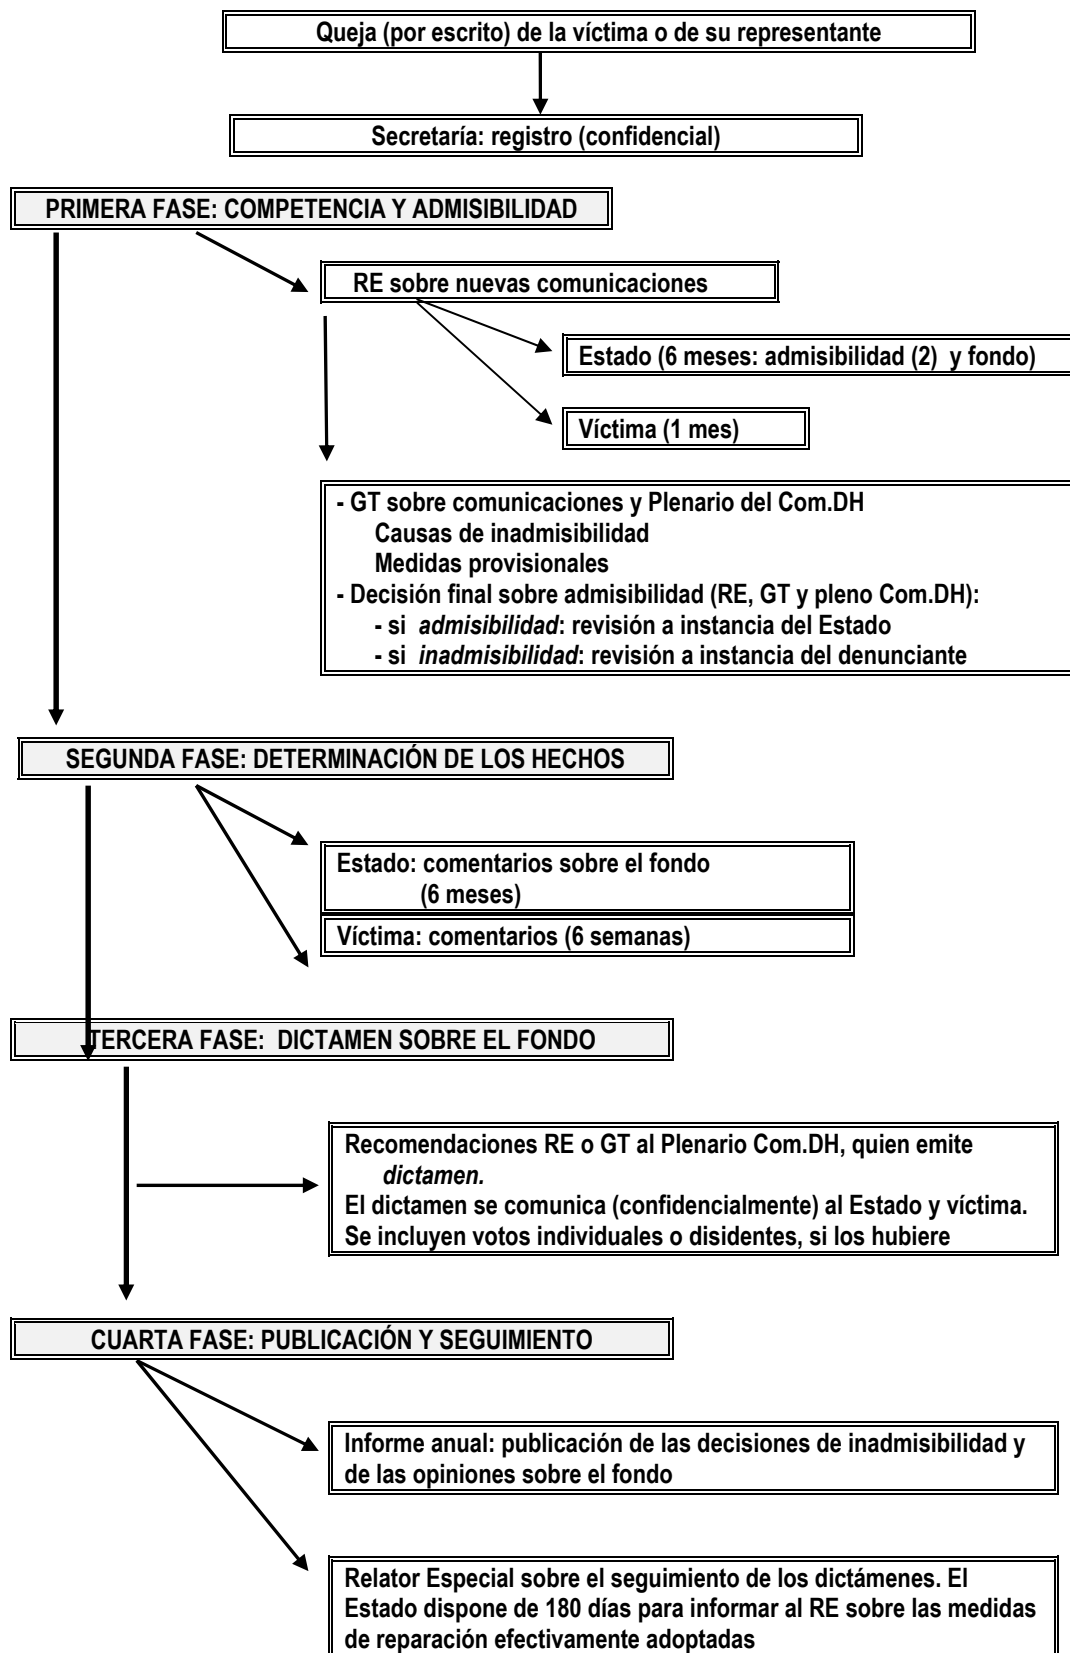 Queja (por escrito) de la víctima o de su representante
Secretaría: registro (confidencial)
PRIMERA FASE: COMPETENCIA Y ADMISIBILIDAD
RE sobre nuevas comunicaciones
Estado (6 meses: admisibilidad (2) y fondo)
Víctima (1 mes)
- GT sobre comunicaciones y Plenario del Com.DH
Causas de inadmisibilidad
Medidas provisionales
- Decisión final sobre admisibilidad (RE, GT y pleno Com.DH):
- si admisibilidad: revisión a instancia del Estado
- si inadmisibilidad: revisión a instancia del denunciante
SEGUNDA FASE: DETERMINACIÓN DE LOS HECHOS
Estado: comentarios sobre el fondo
(6 meses)
Víctima: comentarios (6 semanas)
TERCERA FASE: DICTAMEN SOBRE EL FONDO
Recomendaciones RE o GT al Plenario Com.DH, quien emite
dictamen.
El dictamen se comunica (confidencialmente) al Estado y víctima.
Se incluyen votos individuales o disidentes, si los hubiere
CUARTA FASE: PUBLICACIÓN Y SEGUIMIENTO
Informe anual: publicación de las decisiones de inadmisibilidad y
de las opiniones sobre el fondo
Relator Especial sobre el seguimiento de los dictámenes. El
Estado dispone de 180 días para informar al RE sobre las medidas
de reparación efectivamente adoptadas